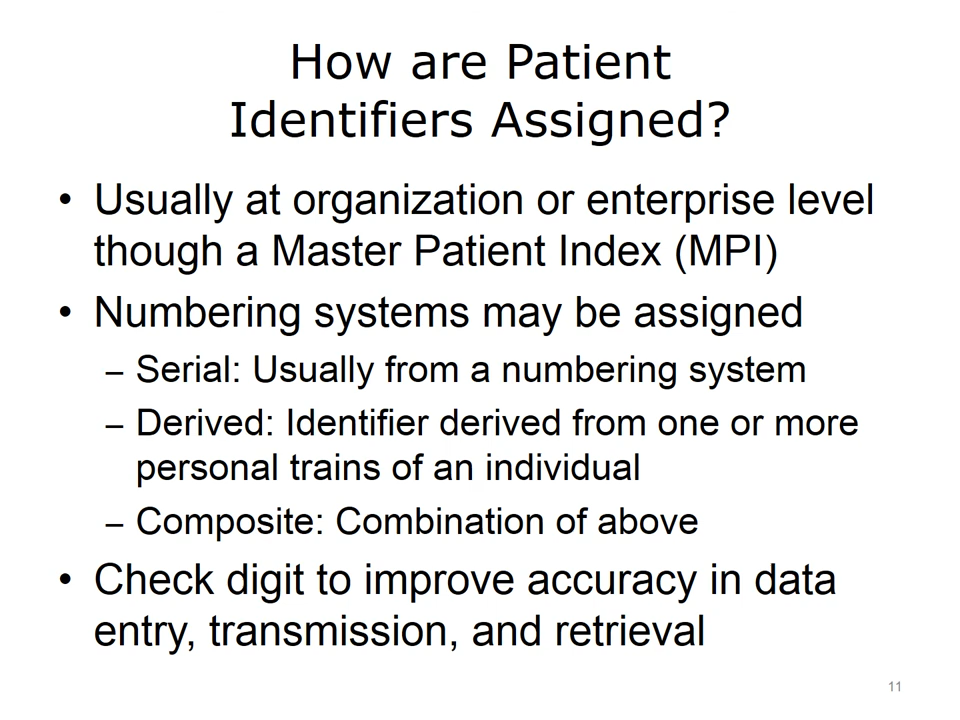 How are Patient
Identifiers Assigned?
• Usually at organization or enterprise level
though a Master Patient Index (MPI)
• Numbering systems may be assigned
– Serial: Usually from a numbering system
– Derived: Identifier derived from one or more
personal trains of an individual
– Composite: Combination of above
• Check digit to improve accuracy in data
entry, transmission, and retrieval
11